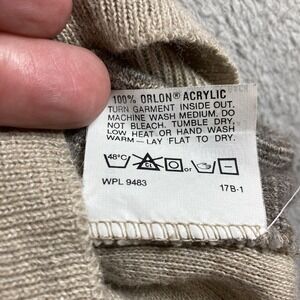 100% ORLON® ACRYLIC
TURN GARMENT INSIDE OUT.
MACHINE WASH MEDIUM. DO
NOT BLEACH. TUMBLE DRY,
LOW HEAT OR HAND WASH
WARM— LAY FLAT TO DRY.
48°C CL or
WPL 9483 17B-1